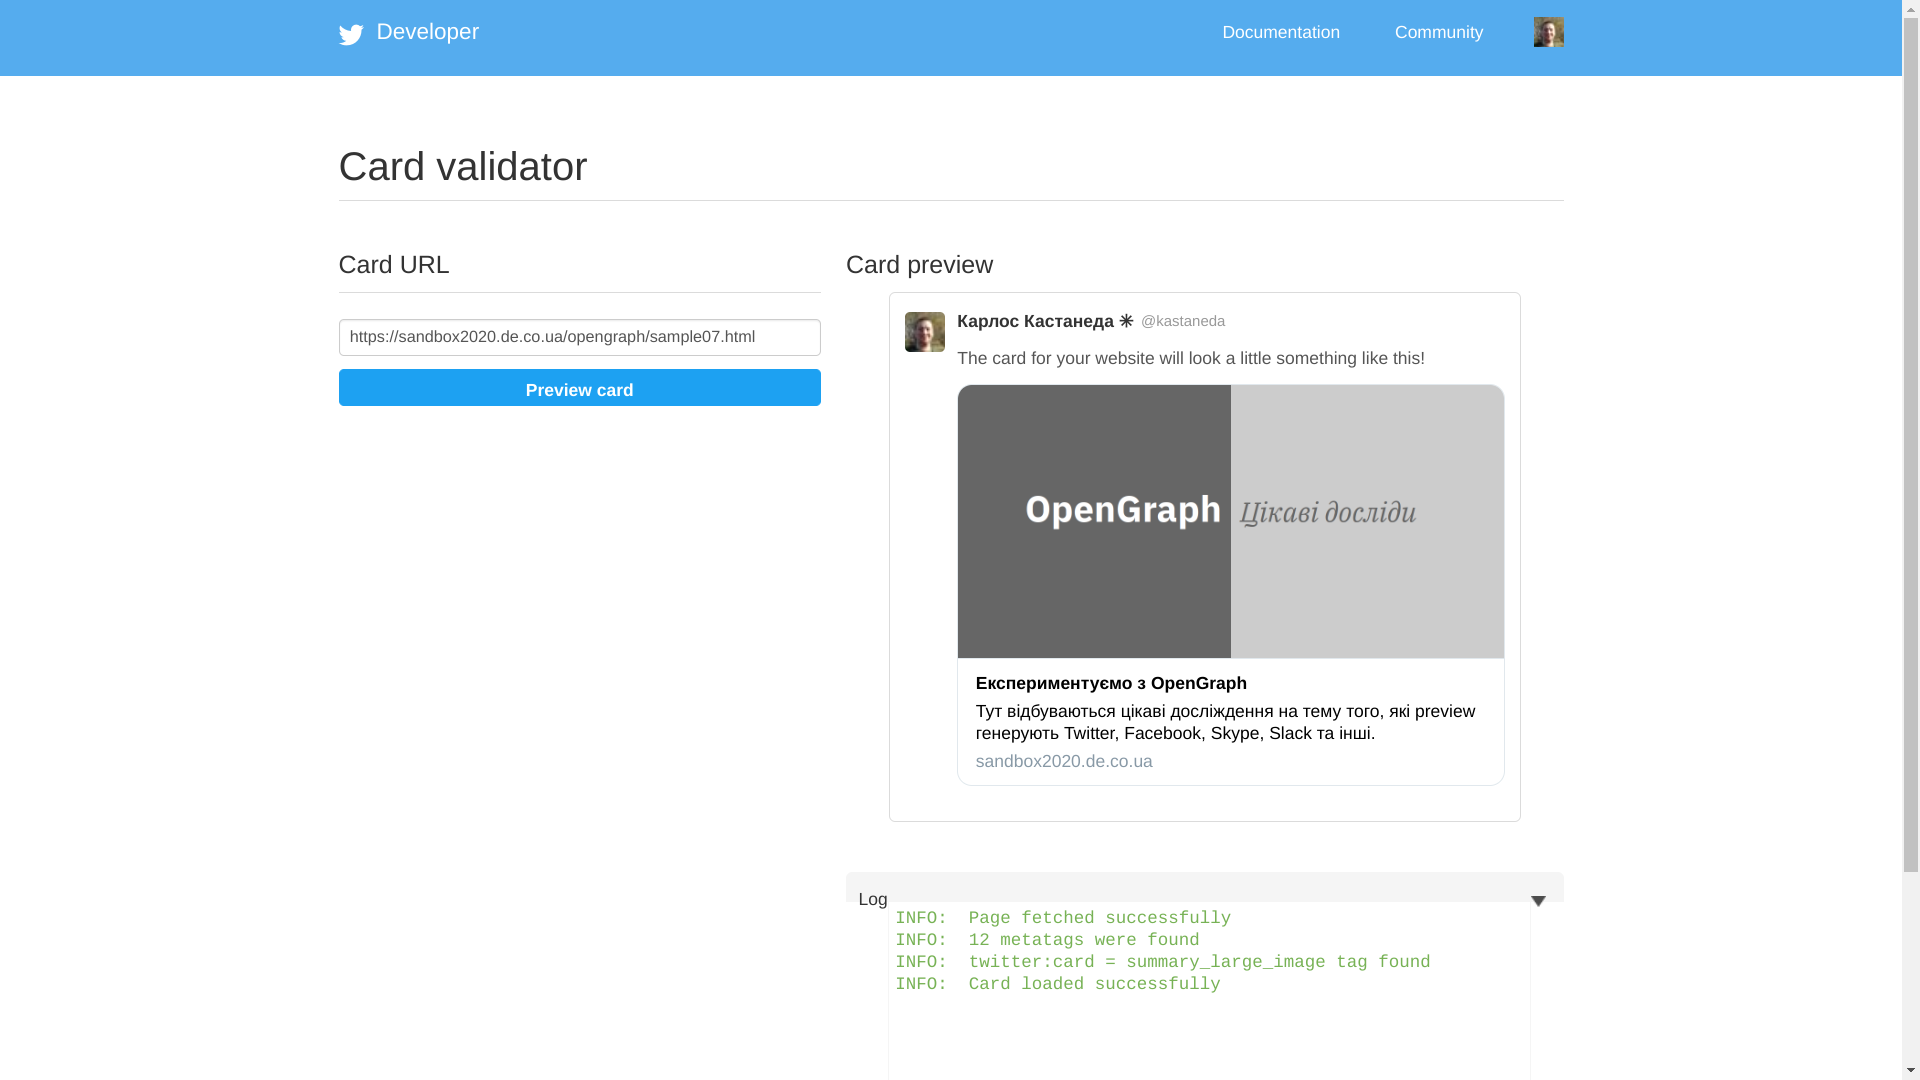 Developer
Documentation
Community
Card validator
Card URL
https://sandbox2020.de.co.ua/opengraph/sample07.html
Preview card
Card preview
Карлос Кастанеда ✳ @kastaneda
The card for your website will look a little something like this!
OpenGraph
Цікаві досліди
Експериментуємо з OpenGraph
Тут відбуваються цікаві досліждення на тему того, які preview
генерують Twitter, Facebook, Skype, Slack та інші.
sandbox2020.de.co.ua
Log
INFO:  Page fetched successfully
INFO:  12 metatags were found
INFO:  twitter:card = summary_large_image tag found
INFO:  Card loaded successfully